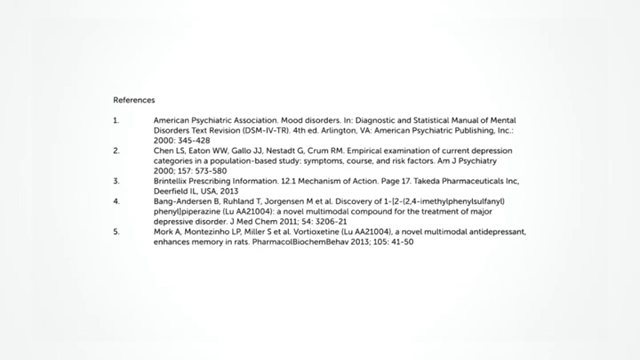 References
1. American Psychiatric Association. Mood disorders. In: Diagnostic and Statistical Manual of Mental
Disorders Text Revision (DSM-IV-TR). 4th ed. Arlington, VA: American Psychiatric Publishing, Inc.:
2000: 345-428
2. Chen LS, Eaton WW, Gallo JJ, Nestadt G, Crum RM. Empirical examination of current depression
categories in a population-based study: symptoms, course, and risk factors. Am J Psychiatry
2000; 157: 573-580
3. Brintellix Prescribing Information. 12.1 Mechanism of Action. Page 17. Takeda Pharmaceuticals Inc,
Deerfield IL, USA, 2013
4. Bang-Andersen B, Ruhland T, Jorgensen M et al. Discovery of 1-[2-(2,4-imethylphenylsulfanyl)
phenyl]piperazine (Lu AA21004): a novel multimodal compound for the treatment of major
depressive disorder. J Med Chem 2011; 54: 3206-21
5. Mork A, Montezinho LP, Miller S et al. Vortioxetine (Lu AA21004), a novel multimodal antidepressant,
enhances memory in rats. PharmacolBiochemBehav 2013; 105: 41-50